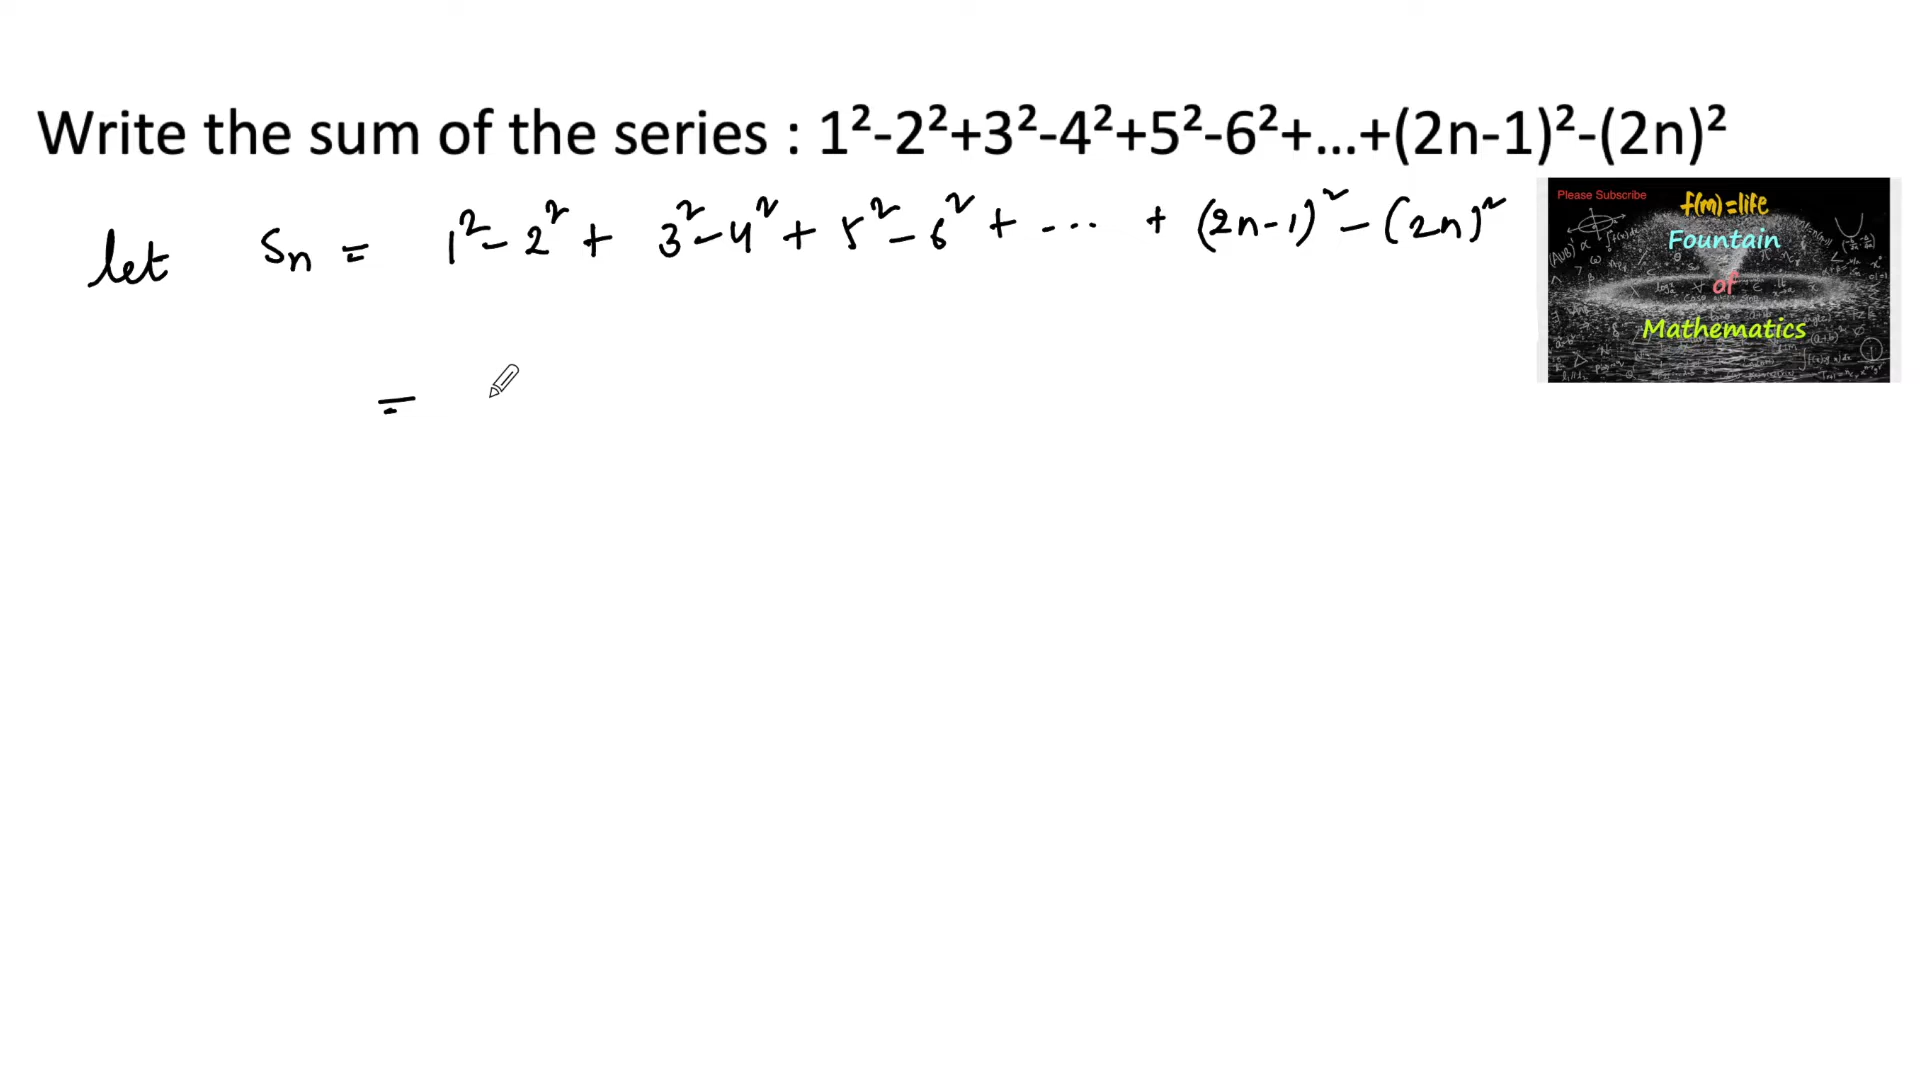 Write the sum of the series : 1²-2²+3²-4²+5²-6²+...+(2n-1)²-(2n)²
let Sn = 1²-2²+ 3²-4²+ 5²-6²+ ... + (2n-1)²-(2n)²
=
Please Subscribe
f(m)=life
Fountain
of
Mathematics